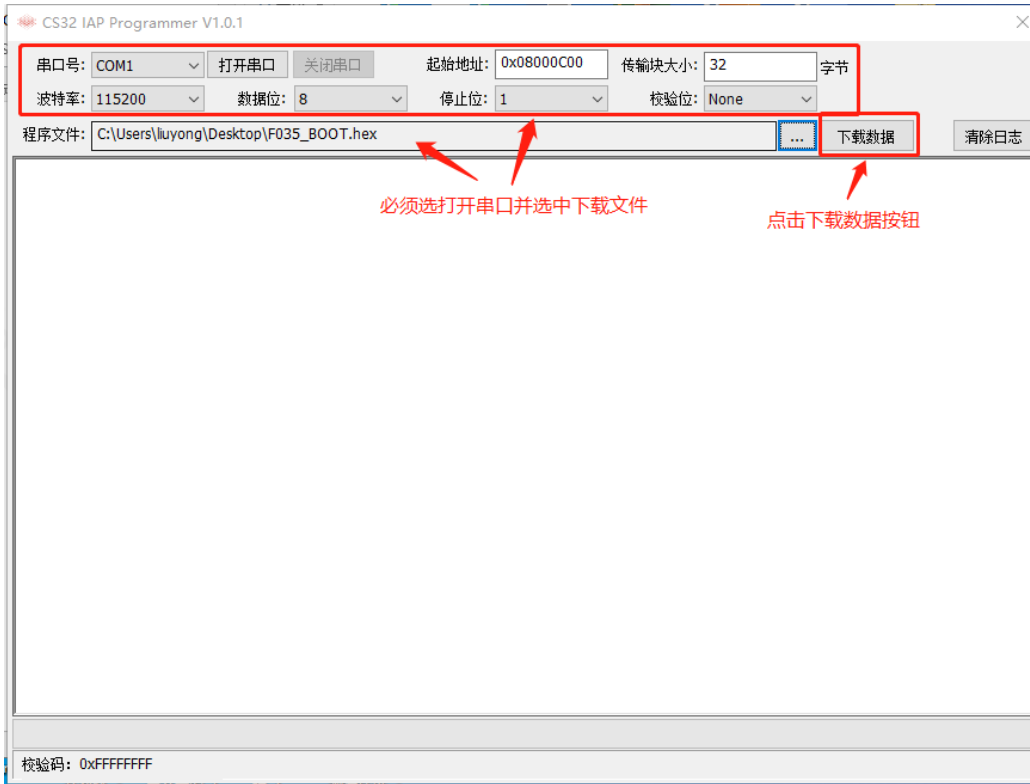 CS32 IAP Programmer V1.0.1
串口号: COM1 打开串口 关闭串口 起始地址: 0x08000C00 传输块大小: 32 字节
波特率: 115200 数据位: 8 停止位: 1 校验位: None
程序文件: C:\Users\liuyong\Desktop\F035_BOOT.hex ... 下载数据 清除日志
必须选打开串口并选中下载文件
点击下载数据按钮
校验码: 0xFFFFFFFF